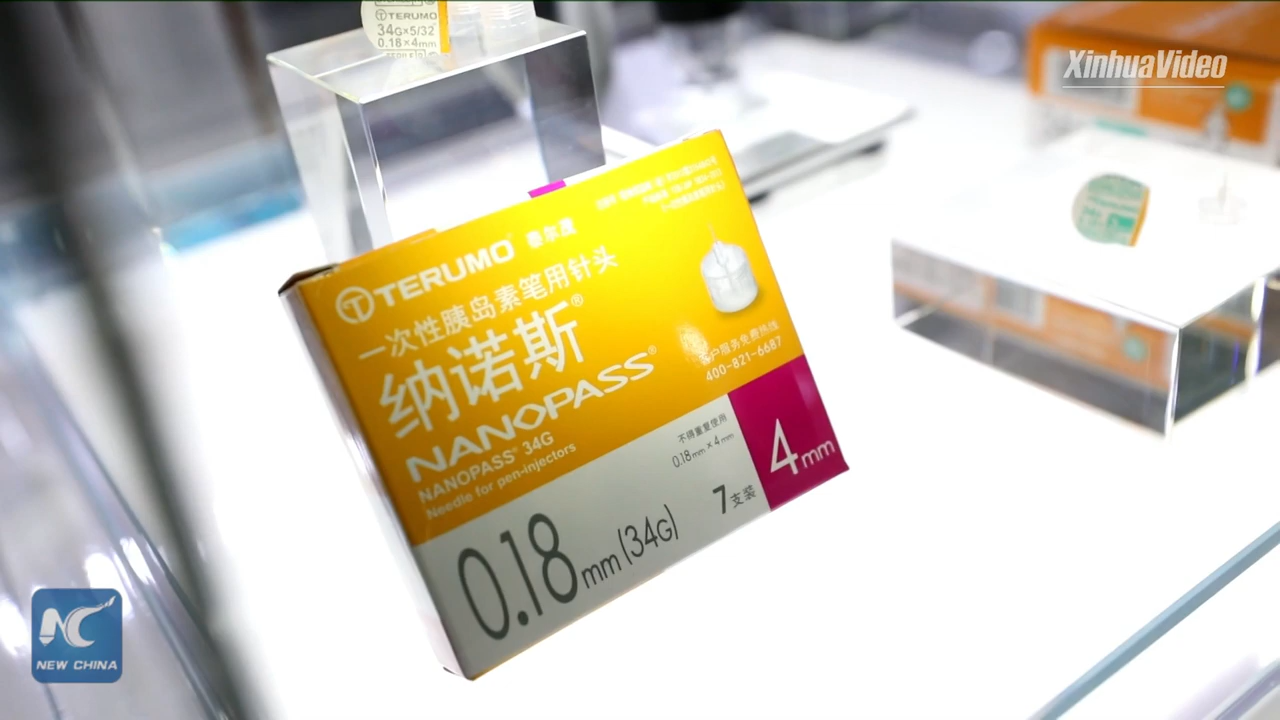 TERUMO
34G×5/32"
0.18×4mm
XinhuaVideo
TERUMO® 泰尔茂
一次性胰岛素笔用针头
纳诺斯®
NANOPASS®
NANOPASS® 34G
Needle for pen-injectors
客户服务免费热线
400-821-6687
不得重复使用
0.18mm×4mm
4mm
7支装
0.18mm(34G)
NC
NEW CHINA